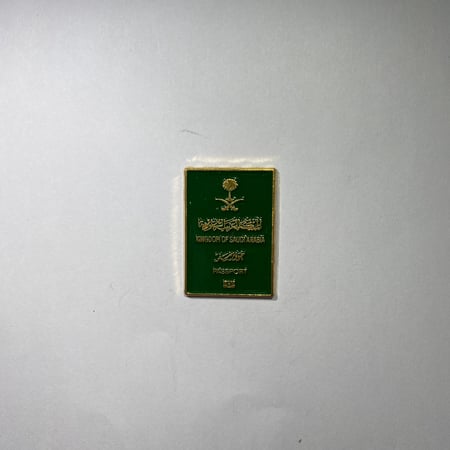 المملكة العربية السعودية
KINGDOM OF SAUDI ARABIA
جواز سفر
PASSPORT